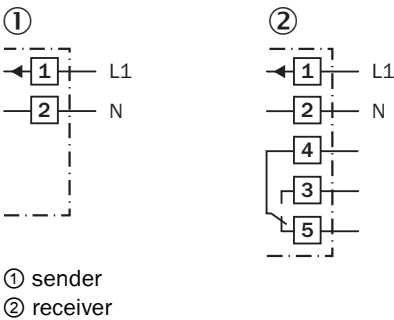 ① ②
1 L1 1 L1
2 N 2 N
4
3
5
① sender
② receiver